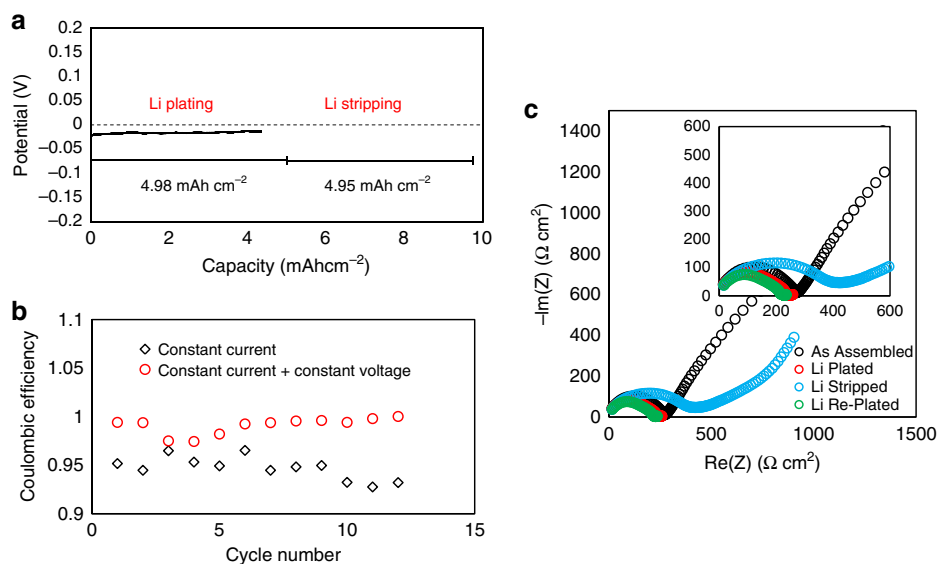 a
0.2
0.15
0.1
0.05
0
−0.05
−0.1
−0.15
−0.2
Potential (V)
Li plating
Li stripping
4.98 mAh cm−2
4.95 mAh cm−2
0
2
4
6
8
10
Capacity (mAhcm−2)
b
1.1
1.05
1
0.95
0.9
Coulombic efficiency
Constant current
Constant current + constant voltage
0
5
10
15
Cycle number
c
1400
1200
1000
800
600
400
200
0
−Im(Z) (Ω cm2)
600
500
400
300
200
100
0
0
200
400
600
As Assembled
Li Plated
Li Stripped
Li Re-Plated
0
500
1000
1500
Re(Z) (Ω cm2)